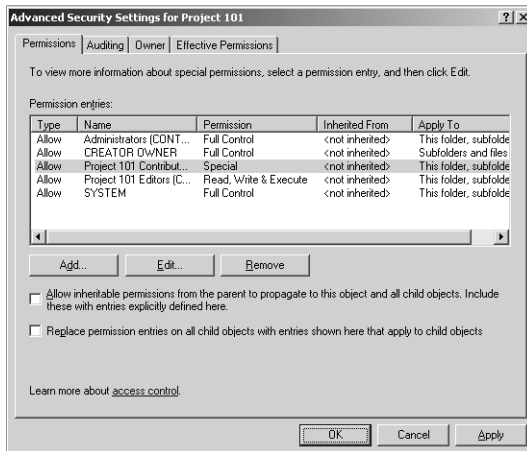 Advanced Security Settings for Project 101
Permissions Auditing Owner Effective Permissions
To view more information about special permissions, select a permission entry, and then click Edit.
Permission entries:
Type Name Permission Inherited From Apply To
Allow Administrators (CONT... Full Control <not inherited> This folder, subfolde
Allow CREATOR OWNER Full Control <not inherited> Subfolders and files
Allow Project 101 Contribut... Special <not inherited> This folder, subfolde
Allow Project 101 Editors (C... Read, Write & Execute <not inherited> This folder, subfolde
Allow SYSTEM Full Control <not inherited> This folder, subfolde
Add... Edit... Remove
Allow inheritable permissions from the parent to propagate to this object and all child objects. Include
these with entries explicitly defined here.
Replace permission entries on all child objects with entries shown here that apply to child objects
Learn more about access control.
OK Cancel Apply